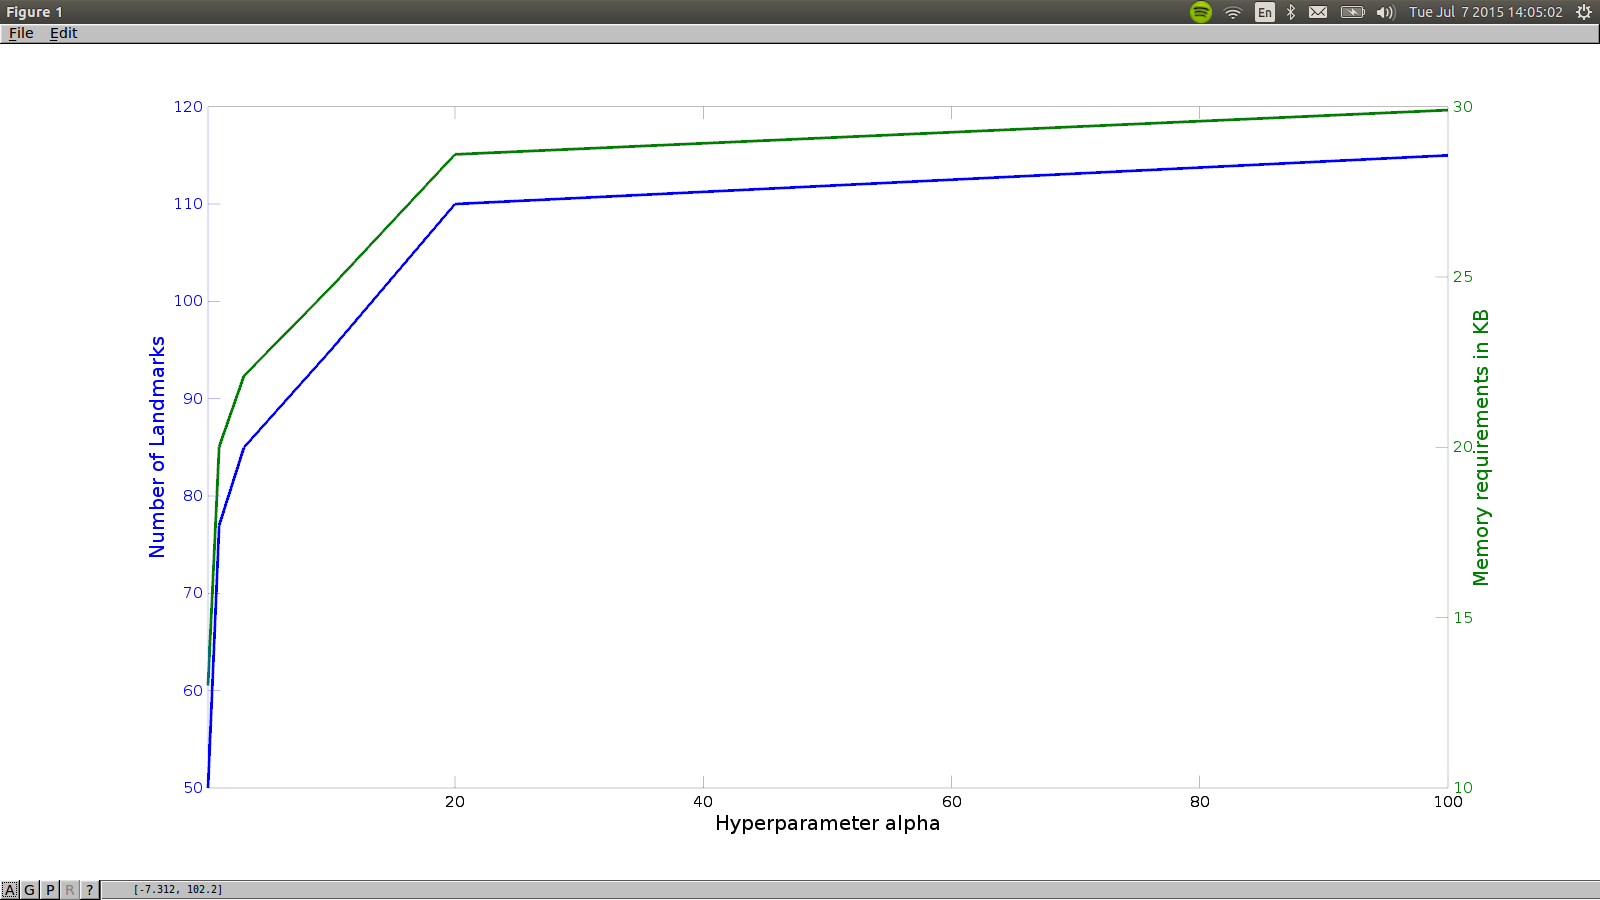 Figure 1
En
Tue Jul 7 2015 14:05:02
File Edit
120
110
100
90
80
70
60
50
Number of Landmarks
30
25
20
15
10
Memory requirements in KB
20 40 60 80 100
Hyperparameter alpha
A G P R ? [-7.312, 102.2]